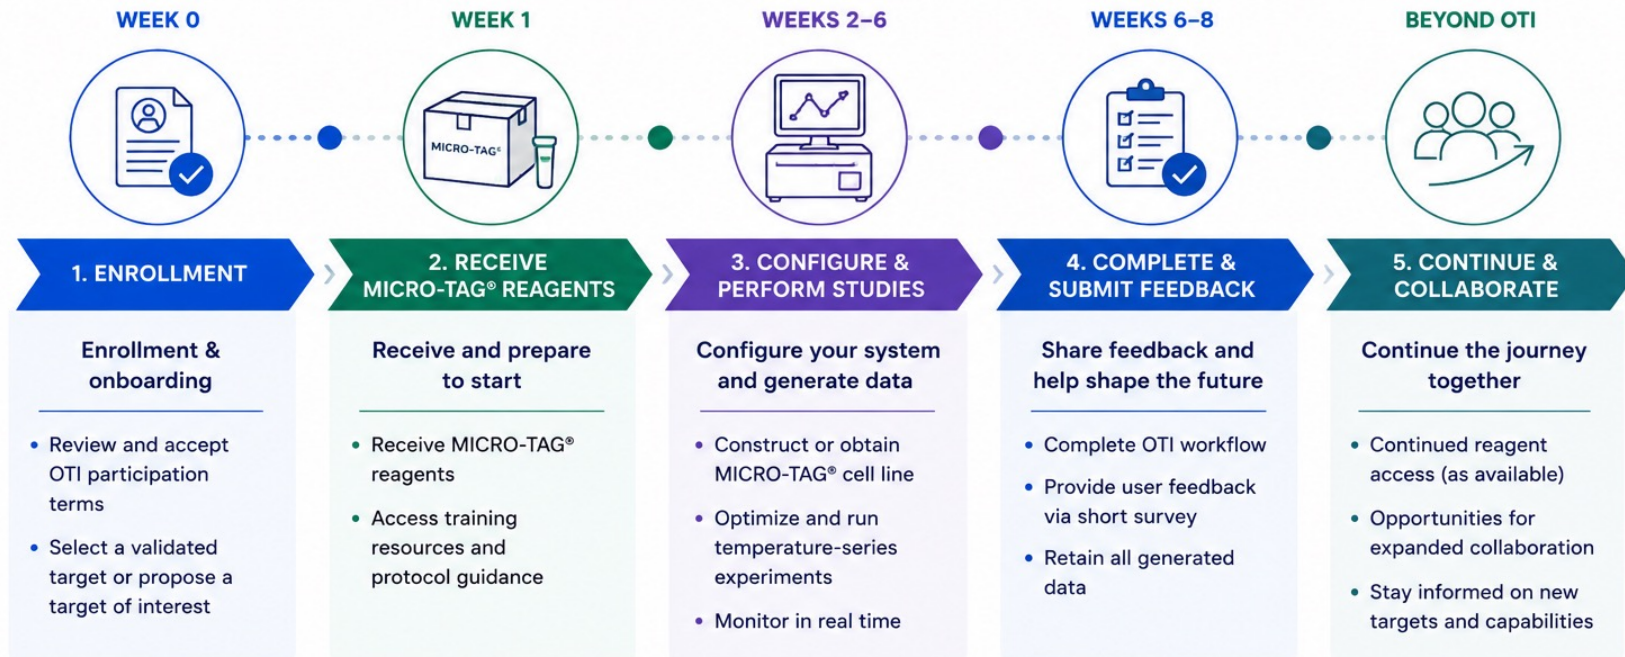 WEEK 0
WEEK 1
WEEKS 2–6
WEEKS 6–8
BEYOND OTI
MICRO-TAG®
1. ENROLLMENT
2. RECEIVE
MICRO-TAG® REAGENTS
3. CONFIGURE &
PERFORM STUDIES
4. COMPLETE &
SUBMIT FEEDBACK
5. CONTINUE &
COLLABORATE
Enrollment &
onboarding
• Review and accept
OTI participation
terms
• Select a validated
target or propose a
target of interest
Receive and prepare
to start
• Receive MICRO-TAG®
reagents
• Access training
resources and
protocol guidance
Configure your system
and generate data
• Construct or obtain
MICRO-TAG® cell line
• Optimize and run
temperature-series
experiments
• Monitor in real time
Share feedback and
help shape the future
• Complete OTI workflow
• Provide user feedback
via short survey
• Retain all generated
data
Continue the journey
together
• Continued reagent
access (as available)
• Opportunities for
expanded collaboration
• Stay informed on new
targets and capabilities